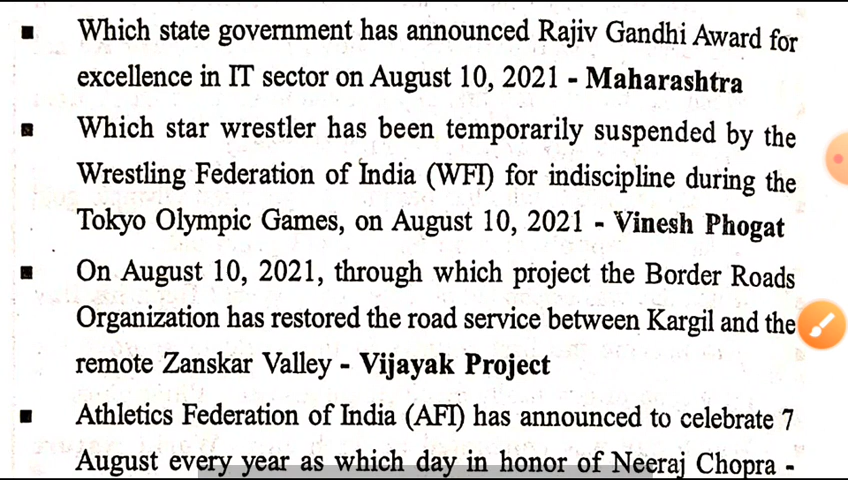 ▪ Which state government has announced Rajiv Gandhi Award for
excellence in IT sector on August 10, 2021 - Maharashtra
▪ Which star wrestler has been temporarily suspended by the
Wrestling Federation of India (WFI) for indiscipline during the
Tokyo Olympic Games, on August 10, 2021 - Vinesh Phogat
▪ On August 10, 2021, through which project the Border Roads
Organization has restored the road service between Kargil and the
remote Zanskar Valley - Vijayak Project
▪ Athletics Federation of India (AFI) has announced to celebrate 7
August every year as which day in honor of Neeraj Chopra -